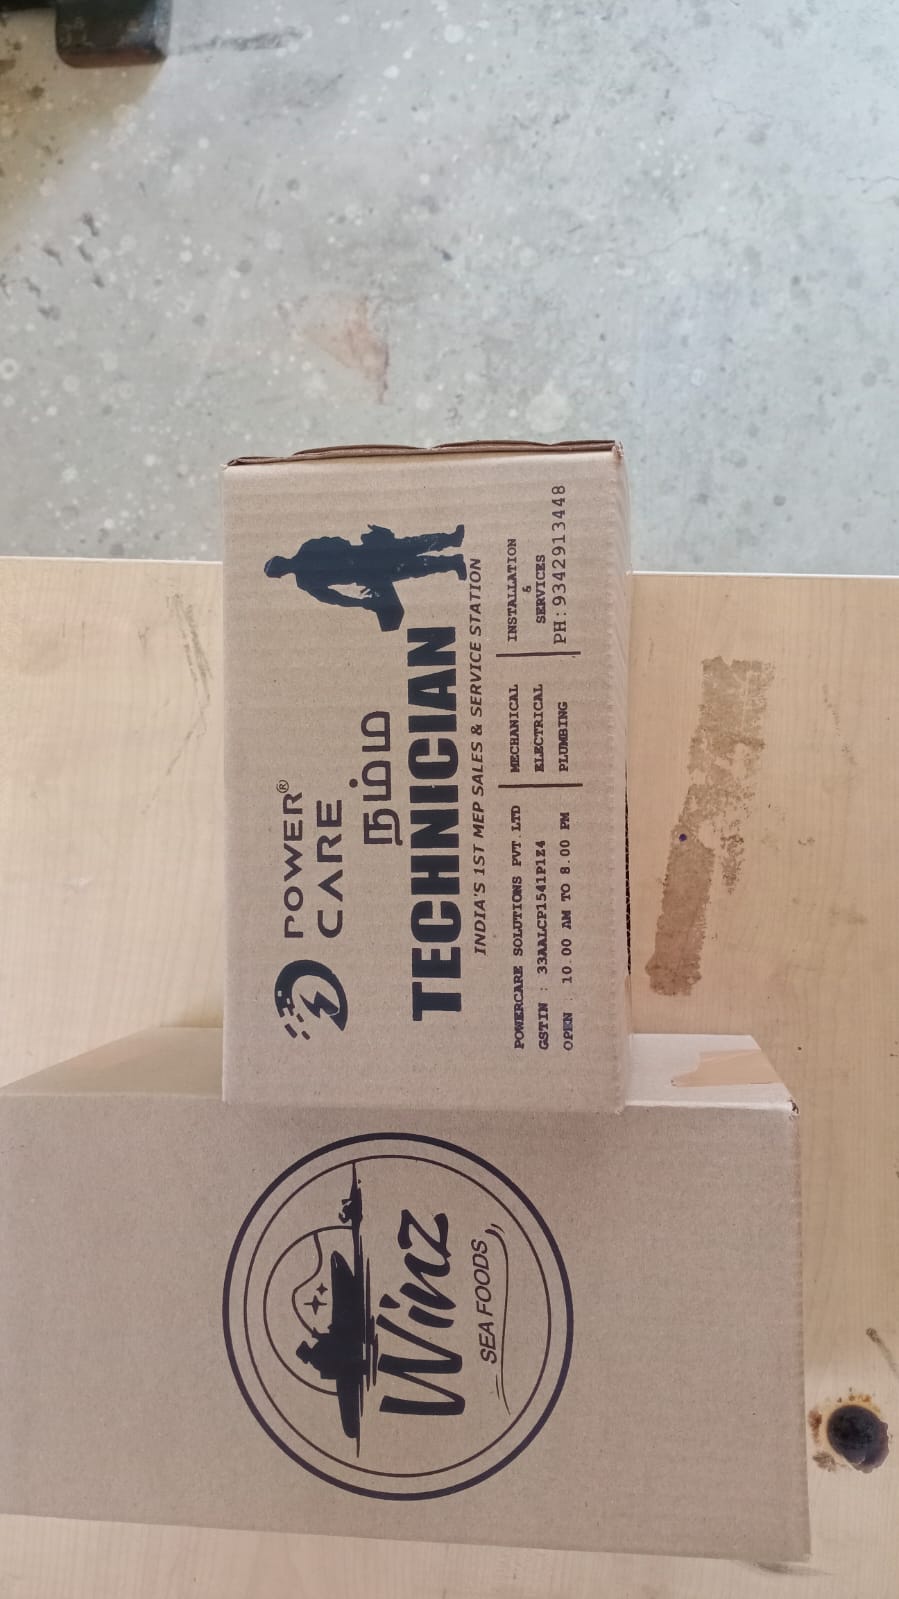 POWER®
CARE
நம்ம
TECHNICIAN
INDIA'S 1ST MEP SALES & SERVICE STATION
POWERCARE SOLUTIONS PVT.LTD
GSTIN : 33AALCP1541P1Z4
OPEN : 10.00 AM TO 8.00 PM
MECHANICAL
ELECTRICAL
PLUMBING
INSTALLATION
&
SERVICES
PH:9342913448
Winz
SEA FOODS